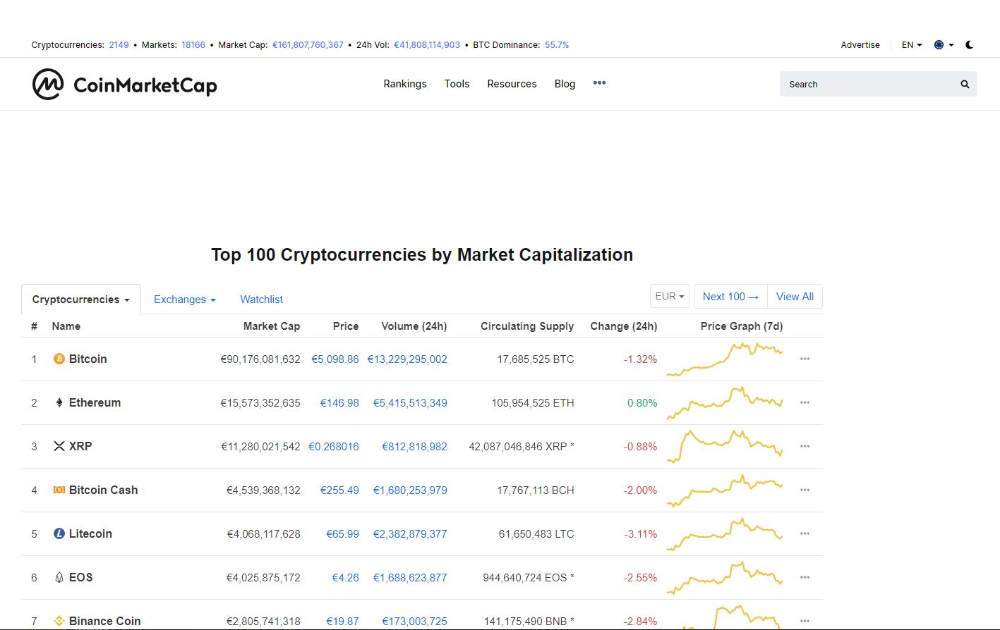 Cryptocurrencies: 2149 • Markets: 18166 • Market Cap: €161,807,760,367 • 24h Vol: €41,808,114,903 • BTC Dominance: 55.7% Advertise EN
CoinMarketCap Rankings Tools Resources Blog ••• Search
Top 100 Cryptocurrencies by Market Capitalization
Cryptocurrencies Exchanges Watchlist EUR Next 100 → View All
# Name Market Cap Price Volume (24h) Circulating Supply Change (24h) Price Graph (7d)
1 Bitcoin €90,176,081,632 €5,098.86 €13,229,295,002 17,685,525 BTC -1.32% •••
2 Ethereum €15,573,352,635 €146.98 €5,415,513,349 105,954,525 ETH 0.80% •••
3 XRP €11,280,021,542 €0.268016 €812,818,982 42,087,046,846 XRP * -0.88% •••
4 Bitcoin Cash €4,539,368,132 €255.49 €1,680,253,979 17,767,113 BCH -2.00% •••
5 Litecoin €4,068,117,628 €65.99 €2,382,879,377 61,650,483 LTC -3.11% •••
6 EOS €4,025,875,172 €4.26 €1,688,623,877 944,640,724 EOS * -2.55% •••
7 Binance Coin €2,805,741,318 €19.87 €173,003,725 141,175,490 BNB * -2.84% •••